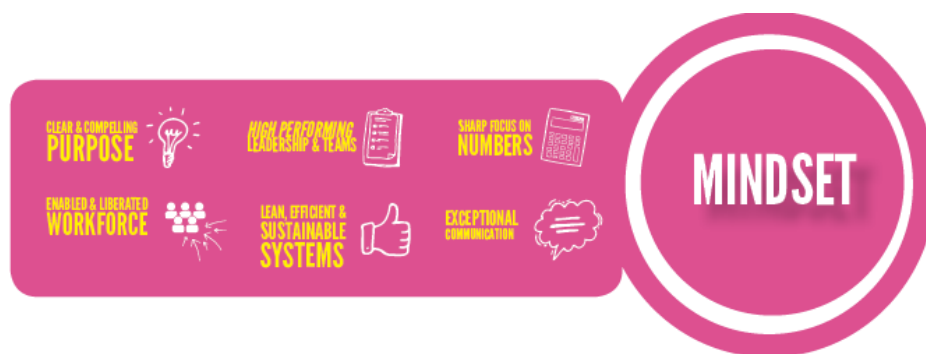 CLEAR & COMPELLING
PURPOSE
HIGH PERFORMING
LEADERSHIP & TEAMS
SHARP FOCUS ON
NUMBERS
ENABLED & LIBERATED
WORKFORCE
LEAN, EFFICIENT &
SUSTAINABLE
SYSTEMS
EXCEPTIONAL
COMMUNICATION
MINDSET